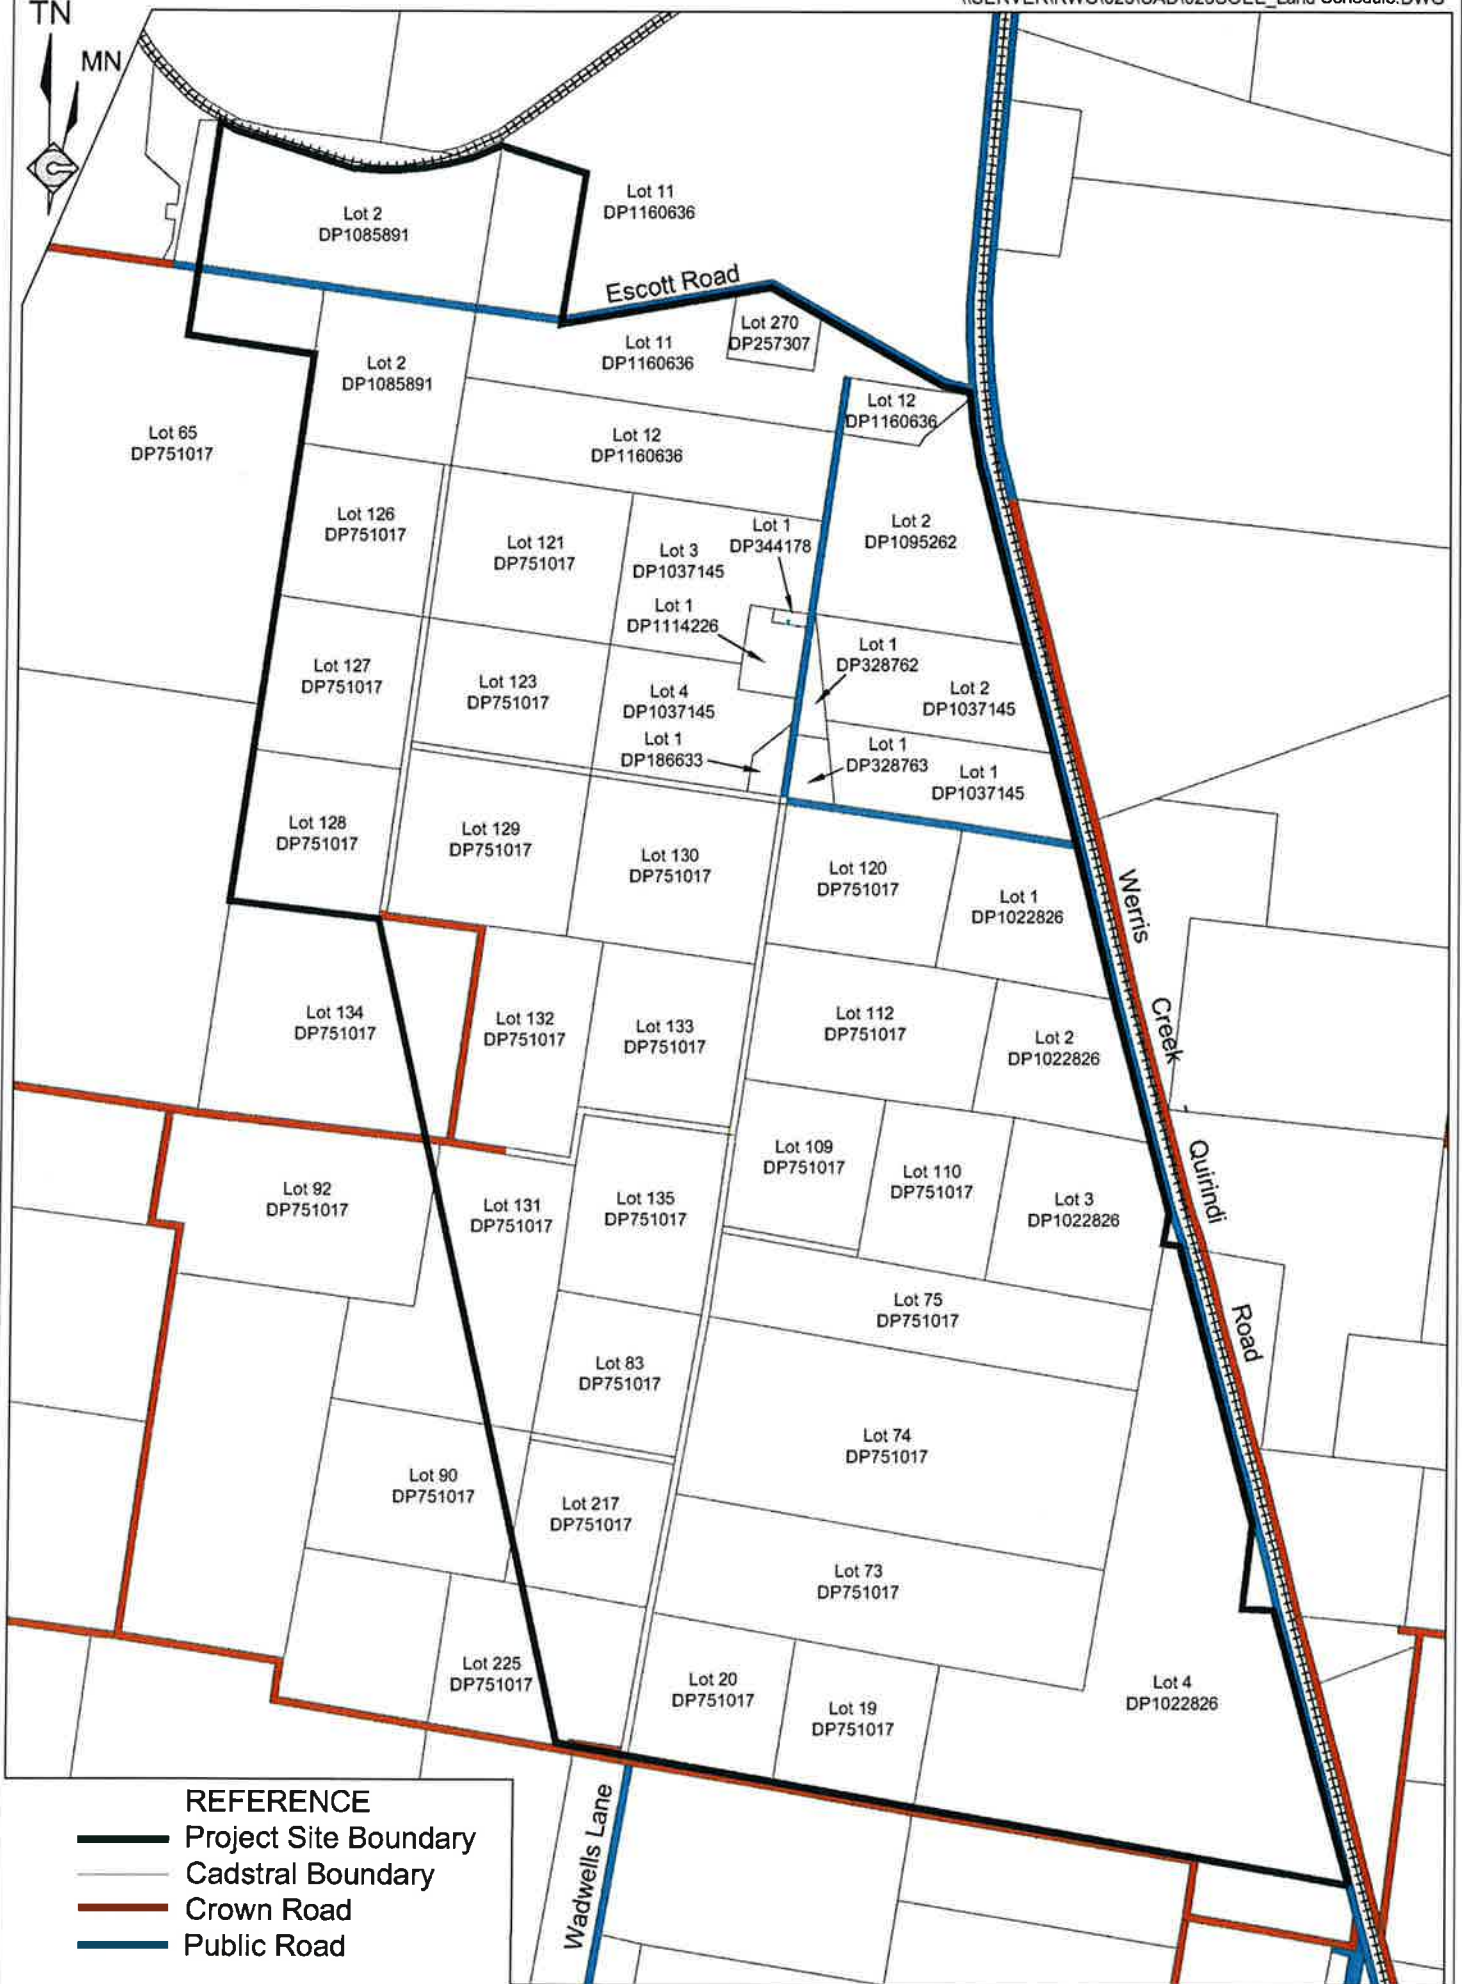 TN
MN
Lot 2
DP1085891
Lot 11
DP1160636
Escott Road
Lot 270
DP257307
Lot 11
DP1160636
Lot 2
DP1085891
Lot 12
DP1160636
Lot 65
DP751017
Lot 12
DP1160636
Lot 126
DP751017
Lot 121
DP751017
Lot 3
DP1037145
Lot 1
DP344178
Lot 2
DP1095262
Lot 1
DP1114226
Lot 127
DP751017
Lot 123
DP751017
Lot 4
DP1037145
Lot 1
DP328762
Lot 2
DP1037145
Lot 1
DP186633
Lot 1
DP328763
Lot 1
DP1037145
Lot 128
DP751017
Lot 129
DP751017
Lot 130
DP751017
Lot 120
DP751017
Lot 1
DP1022826
Werris
Creek
-
Quirindi
Road
Lot 134
DP751017
Lot 132
DP751017
Lot 133
DP751017
Lot 112
DP751017
Lot 2
DP1022826
Lot 92
DP751017
Lot 131
DP751017
Lot 135
DP751017
Lot 109
DP751017
Lot 110
DP751017
Lot 3
DP1022826
Lot 75
DP751017
Lot 83
DP751017
Lot 74
DP751017
Lot 90
DP751017
Lot 217
DP751017
Lot 73
DP751017
Lot 225
DP751017
Lot 20
DP751017
Lot 19
DP751017
Lot 4
DP1022826
Wadwells Lane
REFERENCE
Project Site Boundary
Cadstral Boundary
Crown Road
Public Road